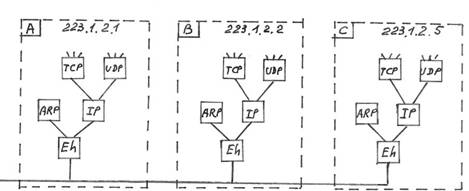 A 223.1.2.1
TCP UDP
ARP IP
Eh
B 223.1.2.2
TCP UDP
ARP IP
Eh
C 223.1.2.5
TCP UDP
ARP IP
Eh